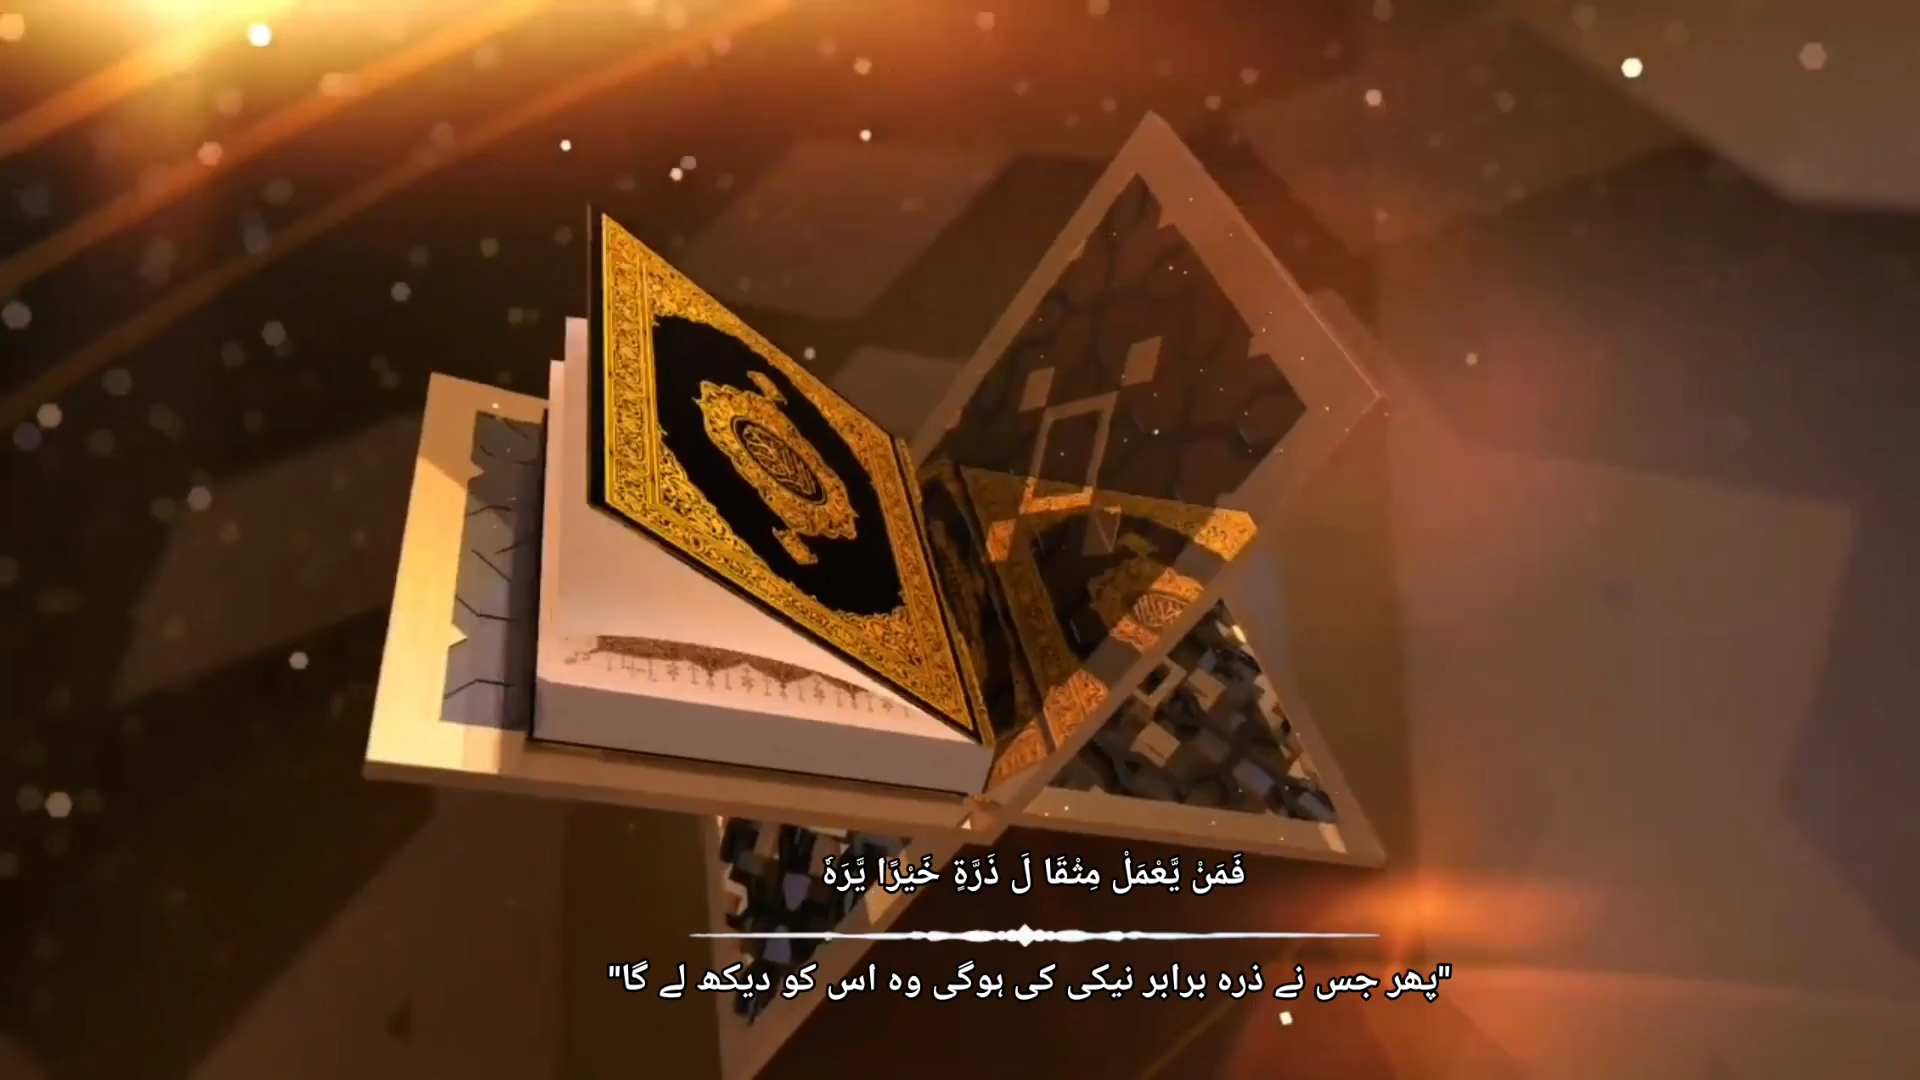 فَمَنْ يَّعْمَلْ مِثْقَا لَ ذَرَّةٍ خَيْرًا يَّرَهٗ
"پھر جس نے ذرہ برابر نیکی کی ہوگی وہ اس کو دیکھ لے گا"